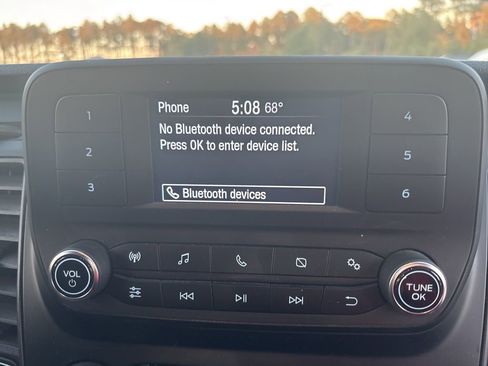 Phone 5:08 68°
No Bluetooth device connected.
Press OK to enter device list.
Bluetooth devices
1
2
3
4
5
6
VOL
TUNE
OK